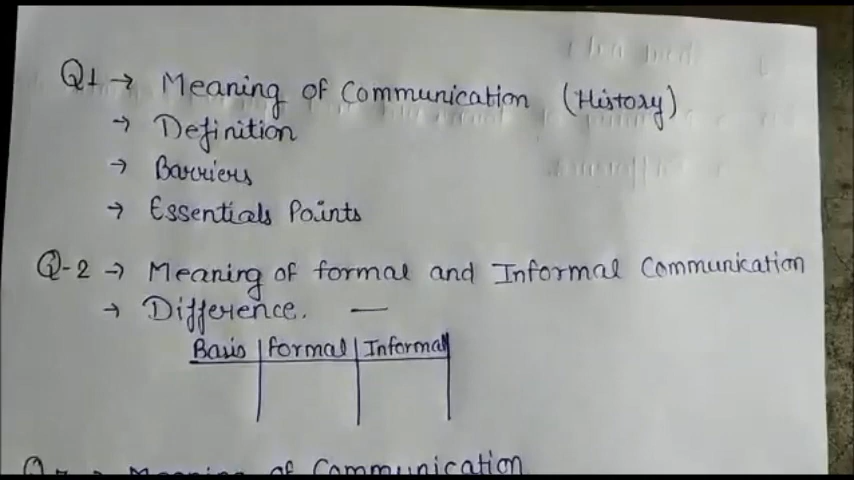 Q1 → Meaning of Communication (History)
→ Definition
→ Barriers
→ Essentials Points
Q-2 → Meaning of formal and Informal Communication
→ Difference. —
Basis | formal | Informal
Meaning of Communication